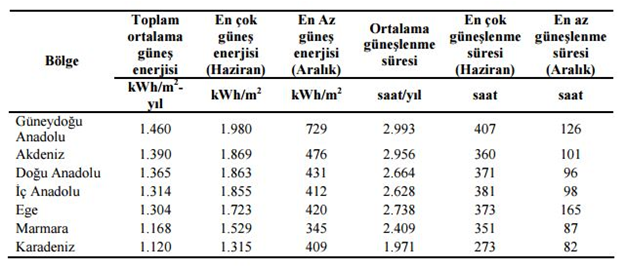 Bölge
Toplam ortalama güneş enerjisi
En çok güneş enerjisi (Haziran)
En Az güneş enerjisi (Aralık)
Ortalama güneşlenme süresi
En çok güneşlenme süresi (Haziran)
En az güneşlenme süresi (Aralık)
kWh/m²-yıl kWh/m² kWh/m² saat/yıl saat saat
Güneydoğu Anadolu 1.460 1.980 729 2.993 407 126
Akdeniz 1.390 1.869 476 2.956 360 101
Doğu Anadolu 1.365 1.863 431 2.664 371 96
İç Anadolu 1.314 1.855 412 2.628 381 98
Ege 1.304 1.723 420 2.738 373 165
Marmara 1.168 1.529 345 2.409 351 87
Karadeniz 1.120 1.315 409 1.971 273 82